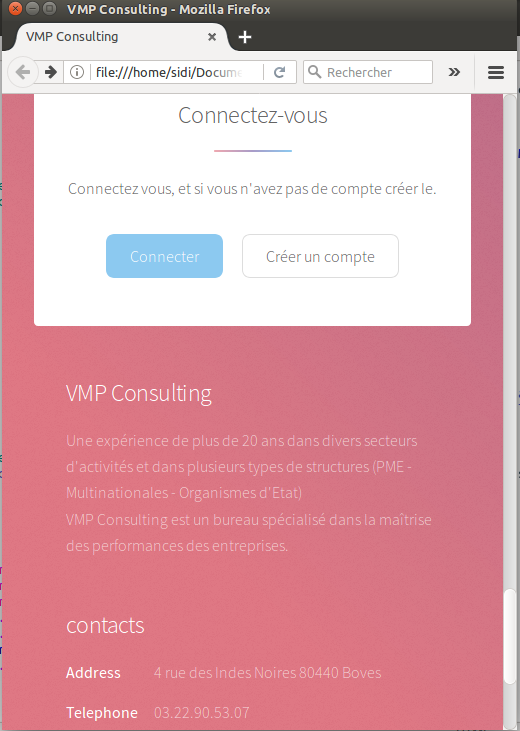 VMP Consulting - Mozilla Firefox
VMP Consulting
file:///home/sidi/Docume
Rechercher
Connectez-vous
Connectez vous, et si vous n'avez pas de compte créer le.
Connecter
Créer un compte
VMP Consulting
Une expérience de plus de 20 ans dans divers secteurs
d'activités et dans plusieurs types de structures (PME -
Multinationales - Organismes d'Etat)
VMP Consulting est un bureau spécialisé dans la maîtrise
des performances des entreprises.
contacts
Address 4 rue des Indes Noires 80440 Boves
Telephone 03.22.90.53.07